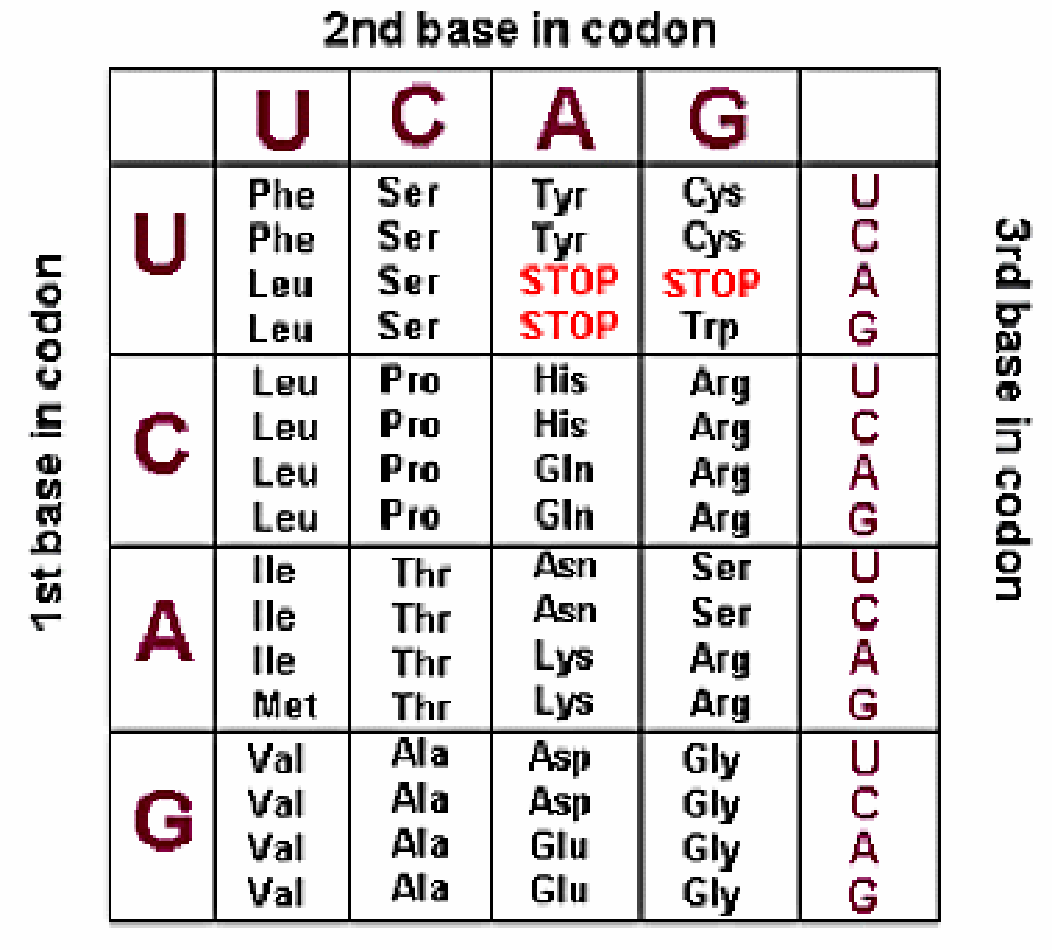 2nd base in codon
U C A G
1st base in codon
3rd base in codon
U
Phe Ser Tyr Cys U
Phe Ser Tyr Cys C
Leu Ser STOP STOP A
Leu Ser STOP Trp G
C
Leu Pro His Arg U
Leu Pro His Arg C
Leu Pro Gln Arg A
Leu Pro Gln Arg G
A
Ile Thr Asn Ser U
Ile Thr Asn Ser C
Ile Thr Lys Arg A
Met Thr Lys Arg G
G
Val Ala Asp Gly U
Val Ala Asp Gly C
Val Ala Glu Gly A
Val Ala Glu Gly G